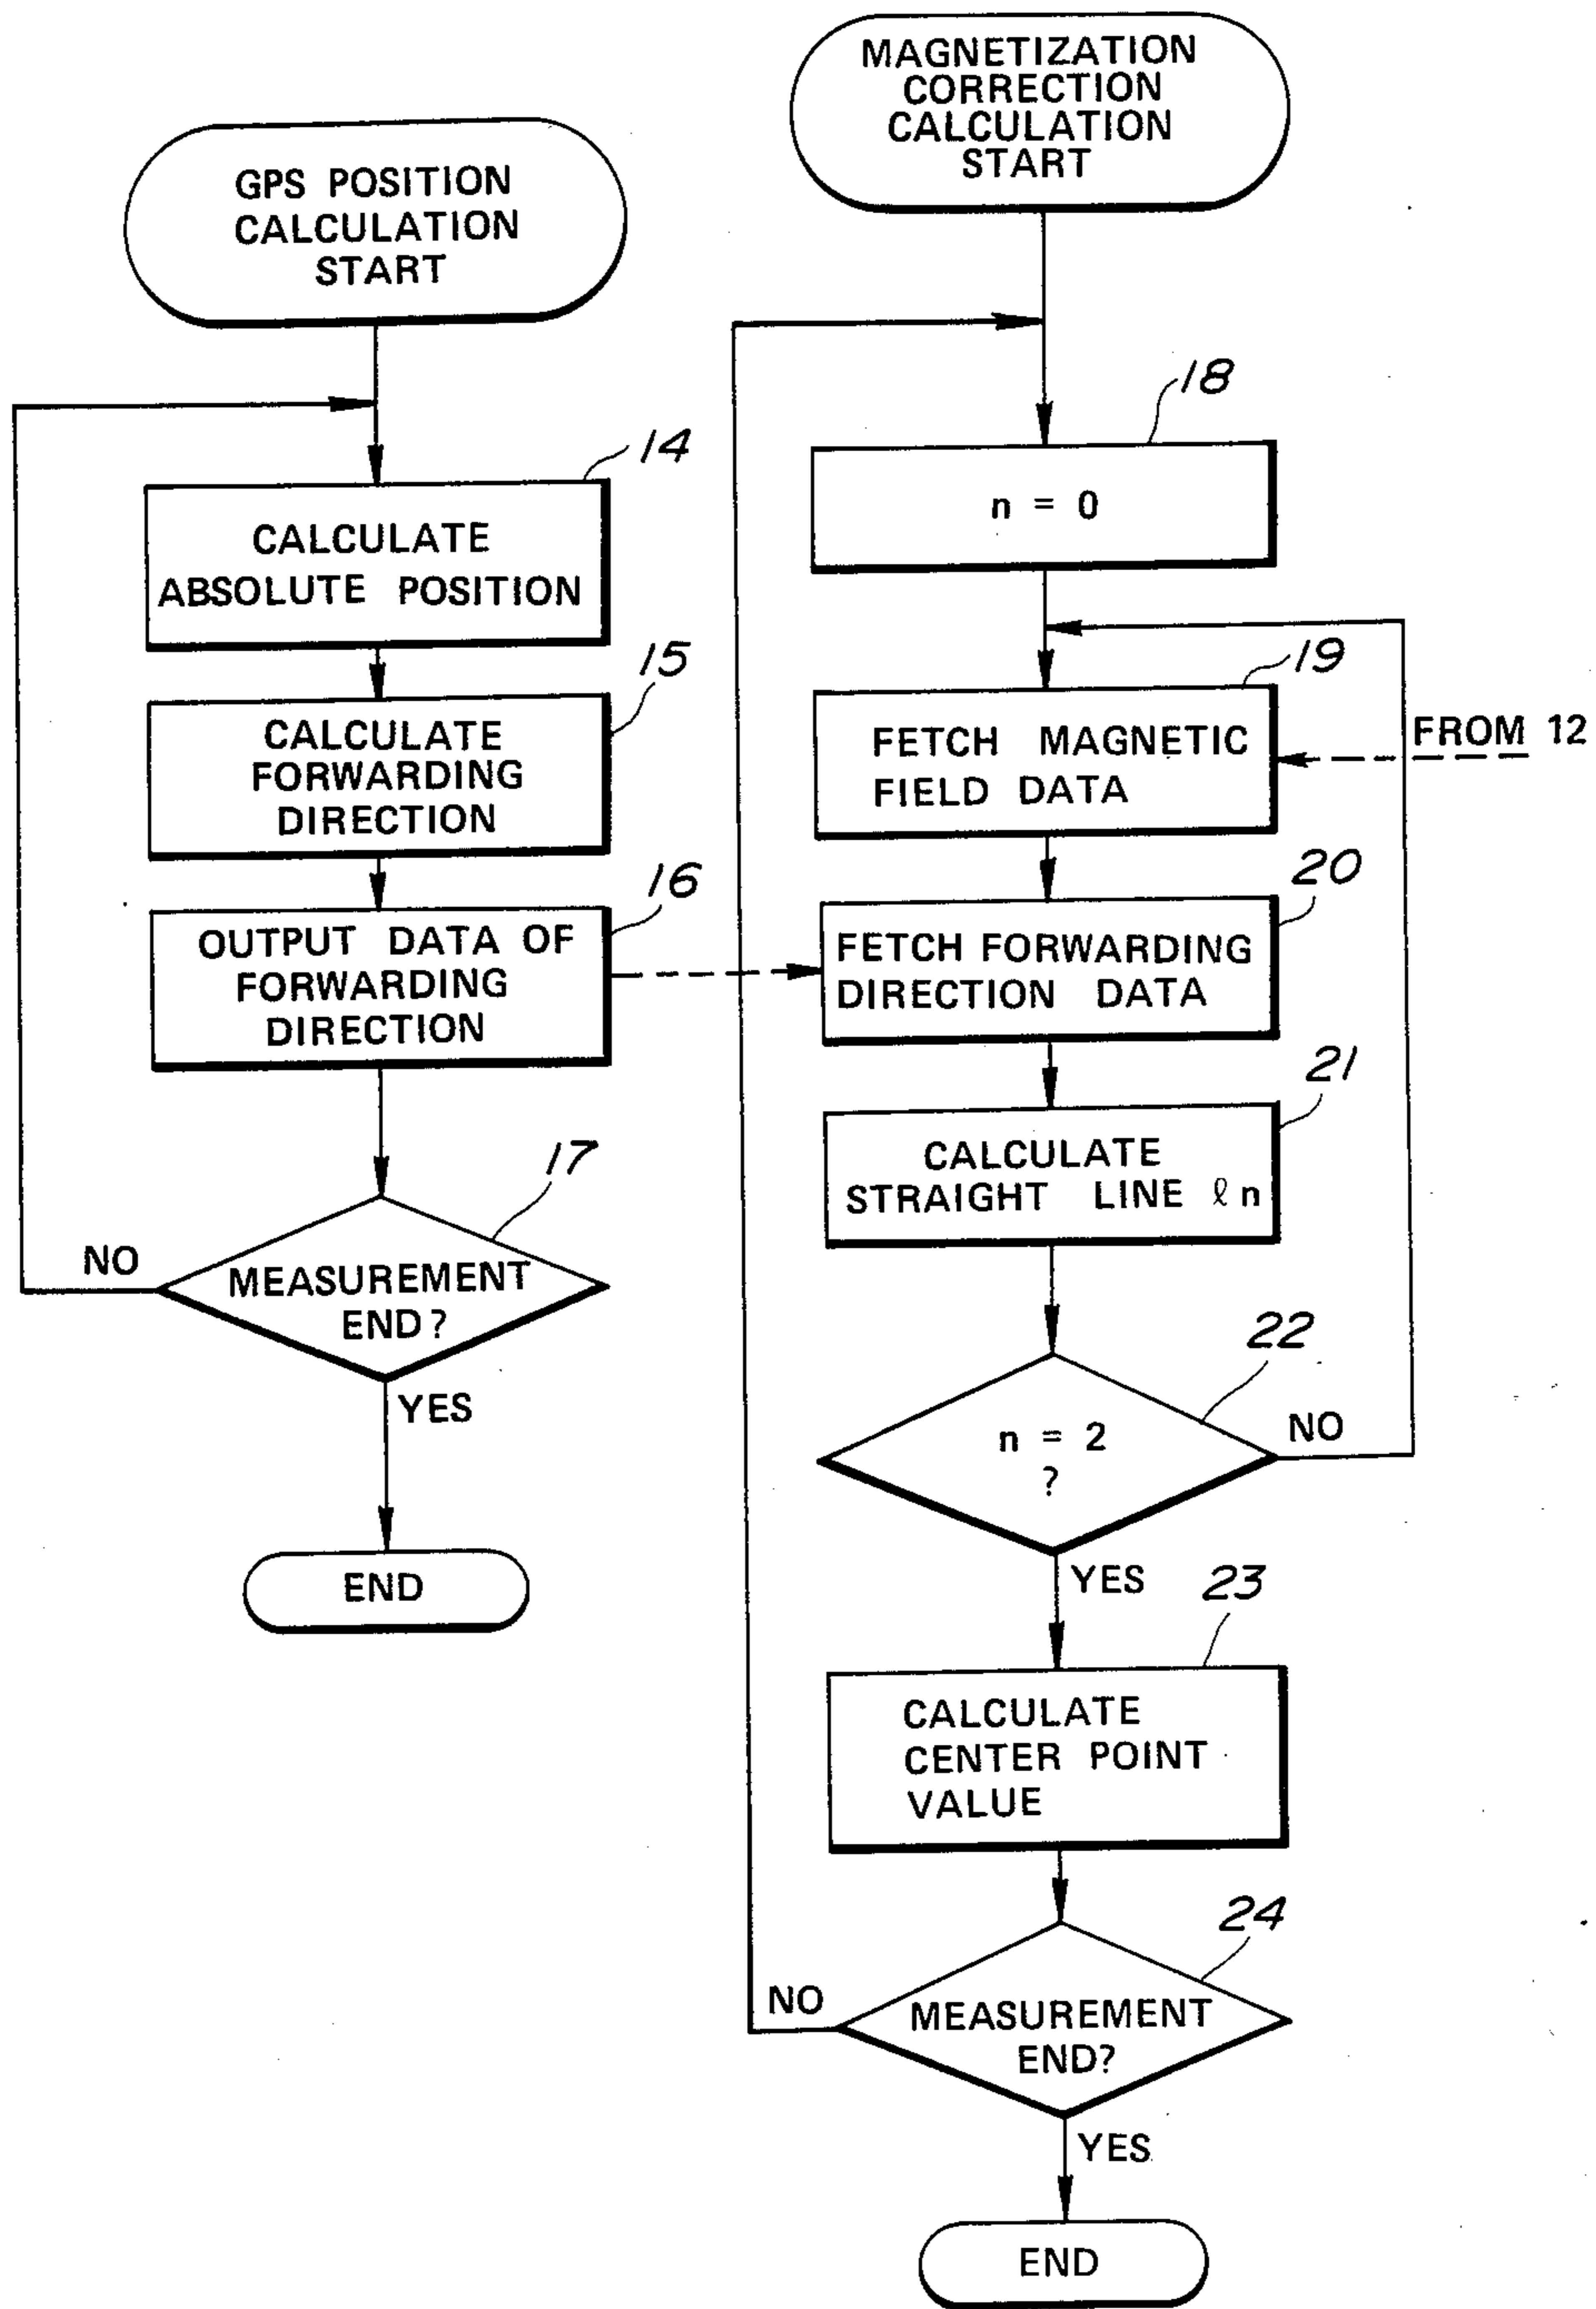 GPS POSITION
CALCULATION
START
14
CALCULATE
ABSOLUTE POSITION
15
CALCULATE
FORWARDING
DIRECTION
16
OUTPUT DATA OF
FORWARDING
DIRECTION
17
NO
MEASUREMENT
END?
YES
END
MAGNETIZATION
CORRECTION
CALCULATION
START
18
n = 0
19
FETCH MAGNETIC
FIELD DATA
FROM 12
20
FETCH FORWARDING
DIRECTION DATA
21
CALCULATE
STRAIGHT LINE ℓn
22
n = 2
?
NO
YES
23
CALCULATE
CENTER POINT
VALUE
24
NO
MEASUREMENT
END?
YES
END